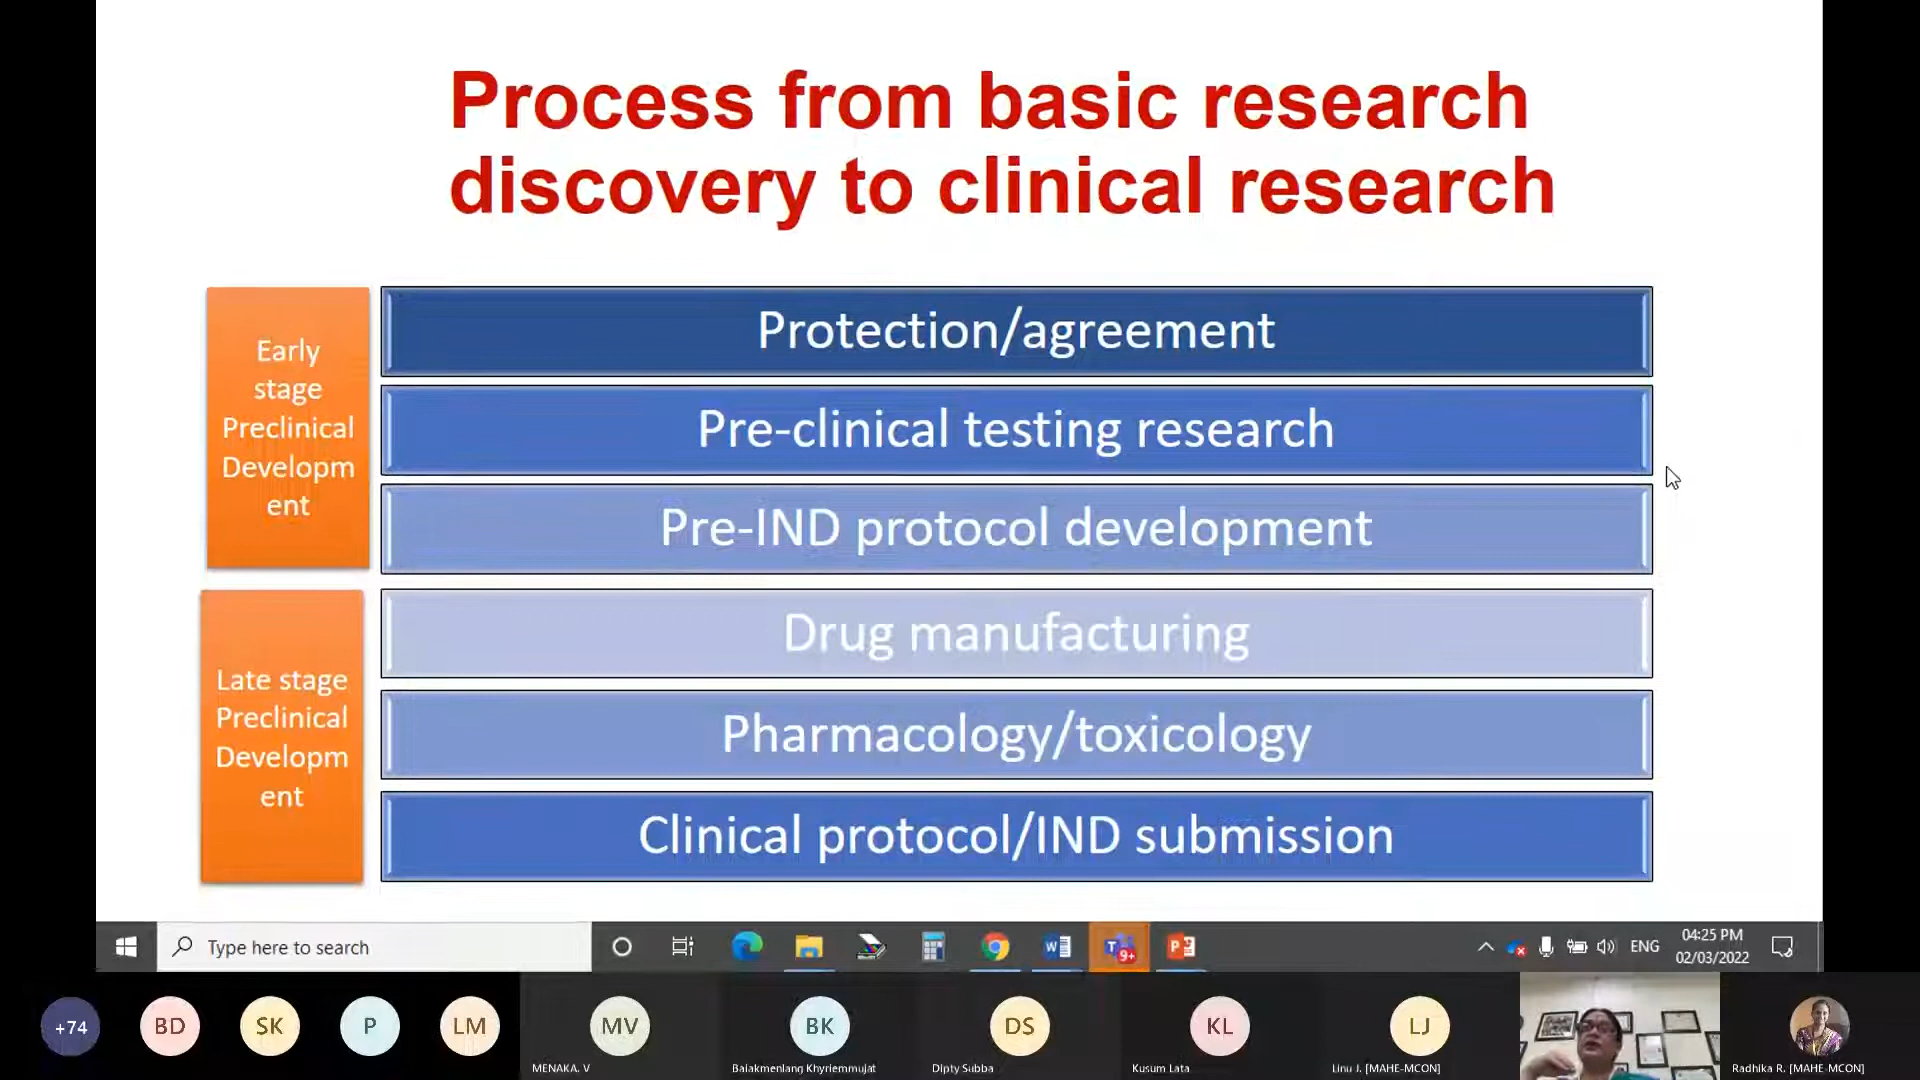 Process from basic research
discovery to clinical research
Early
stage
Preclinical
Developm
ent
Protection/agreement
Pre-clinical testing research
Pre-IND protocol development
Late stage
Preclinical
Developm
ent
Drug manufacturing
Pharmacology/toxicology
Clinical protocol/IND submission
Type here to search
9+
ENG
04:25 PM
02/03/2022
+74
BD
SK
P
LM
MV
BK
DS
KL
LJ
MENAKA. V
Baiakmenlang Khyriemmujat
Dipty Subba
Kusum Lata
Linu J. [MAHE-MCON]
Radhika R. [MAHE-MCON]